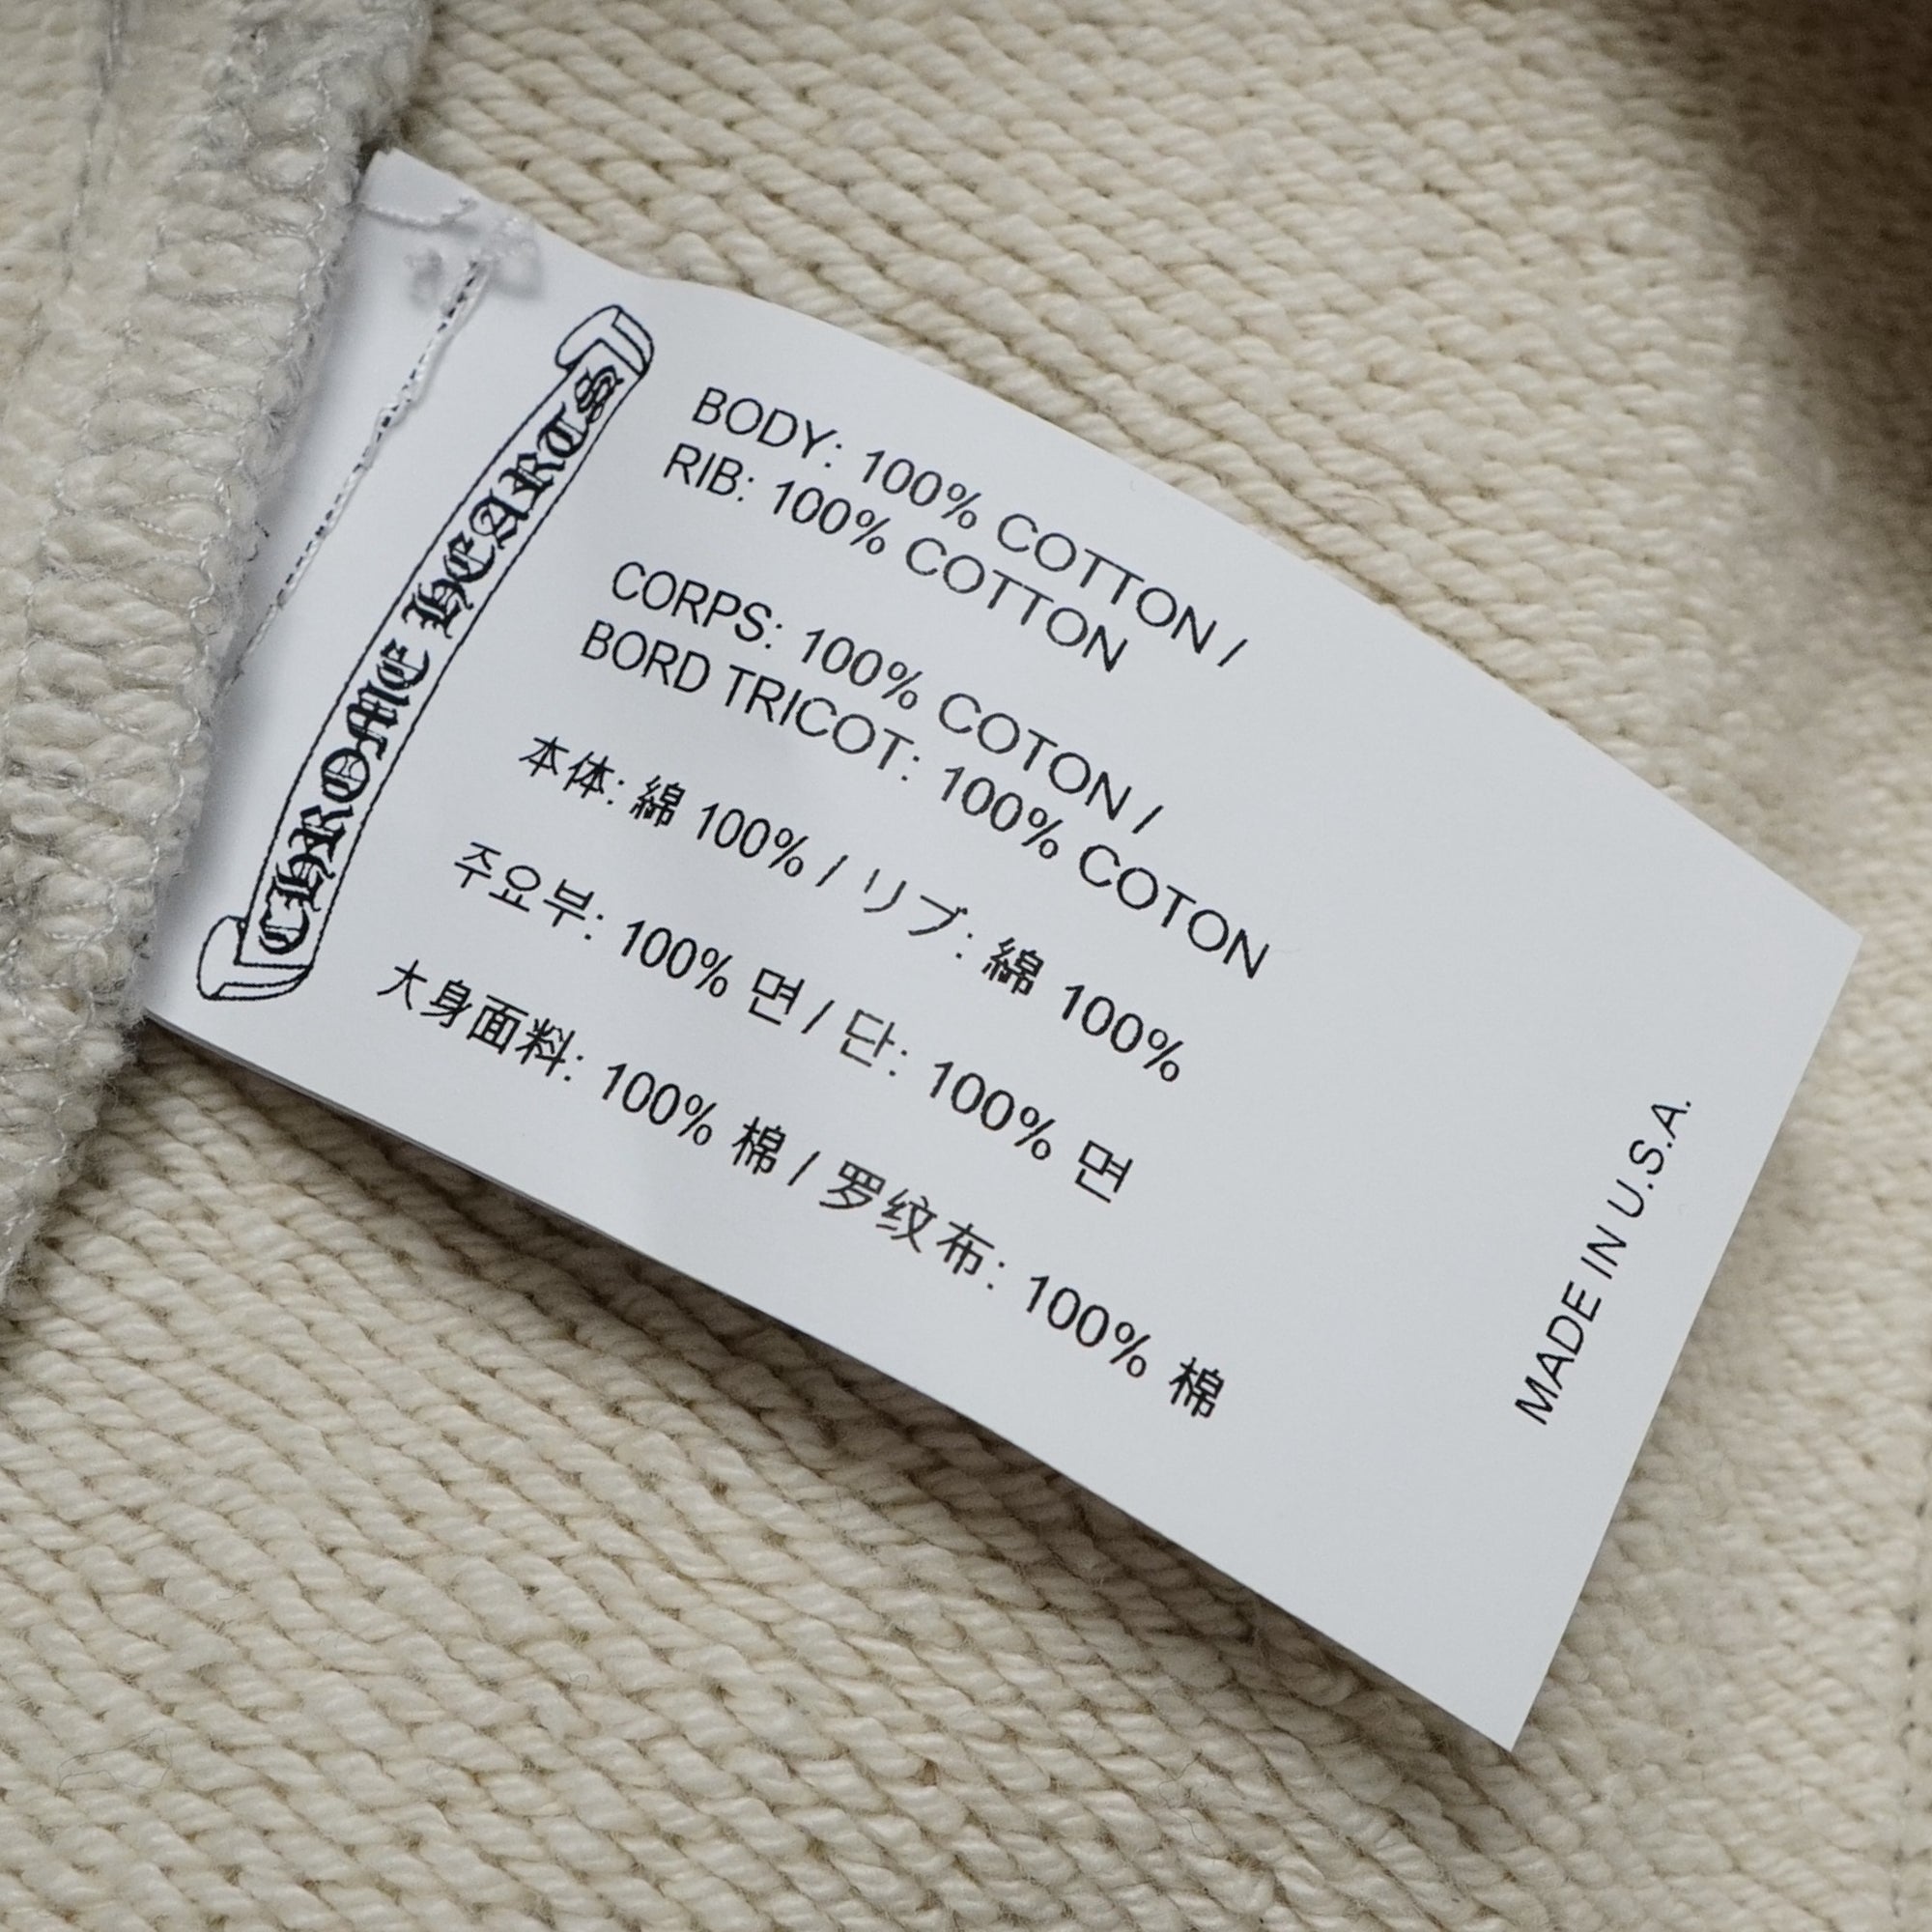 CHROME HEARTS
BODY: 100% COTTON /
RIB: 100% COTTON
CORPS: 100% COTON /
BORD TRICOT: 100% COTON
本体: 綿 100% / リブ: 綿 100%
주요부: 100% 면 / 단: 100% 면
大身面料: 100% 棉 / 罗纹布: 100% 棉
MADE IN U.S.A.